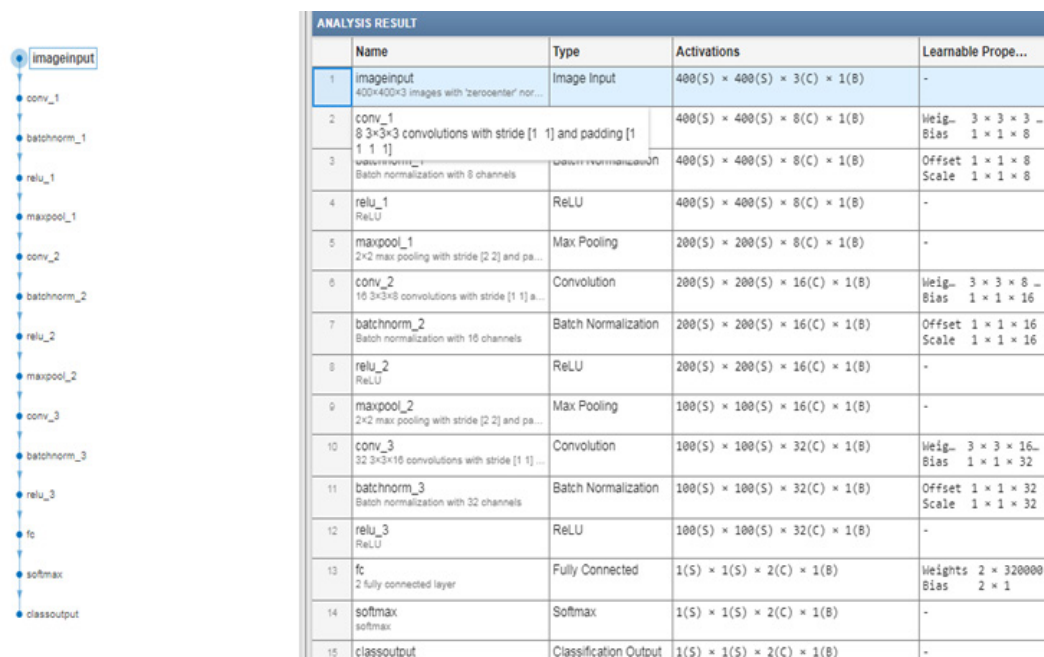 imageinput
conv_1
batchnorm_1
relu_1
maxpool_1
conv_2
batchnorm_2
relu_2
maxpool_2
conv_3
batchnorm_3
relu_3
fc
softmax
classoutput
ANALYSIS RESULT
Name Type Activations Learnable Prope...
1 imageinput Image Input 400(S) × 400(S) × 3(C) × 1(B) -
400×400×3 images with 'zerocenter' nor...
2 conv_1 400(S) × 400(S) × 8(C) × 1(B) Weig… 3 × 3 × 3 …
8 3×3×3 convolutions with stride [1 1] and padding [1 Bias 1 × 1 × 8
1 1 1]
3 batchnorm_1 Batch Normalization 400(S) × 400(S) × 8(C) × 1(B) Offset 1 × 1 × 8
Batch normalization with 8 channels Scale 1 × 1 × 8
4 relu_1 ReLU 400(S) × 400(S) × 8(C) × 1(B) -
ReLU
5 maxpool_1 Max Pooling 200(S) × 200(S) × 8(C) × 1(B) -
2×2 max pooling with stride [2 2] and pa...
6 conv_2 Convolution 200(S) × 200(S) × 16(C) × 1(B) Weig… 3 × 3 × 8 …
16 3×3×8 convolutions with stride [1 1] a... Bias 1 × 1 × 16
7 batchnorm_2 Batch Normalization 200(S) × 200(S) × 16(C) × 1(B) Offset 1 × 1 × 16
Batch normalization with 16 channels Scale 1 × 1 × 16
8 relu_2 ReLU 200(S) × 200(S) × 16(C) × 1(B) -
ReLU
9 maxpool_2 Max Pooling 100(S) × 100(S) × 16(C) × 1(B) -
2×2 max pooling with stride [2 2] and pa...
10 conv_3 Convolution 100(S) × 100(S) × 32(C) × 1(B) Weig… 3 × 3 × 16…
32 3×3×16 convolutions with stride [1 1] ... Bias 1 × 1 × 32
11 batchnorm_3 Batch Normalization 100(S) × 100(S) × 32(C) × 1(B) Offset 1 × 1 × 32
Batch normalization with 32 channels Scale 1 × 1 × 32
12 relu_3 ReLU 100(S) × 100(S) × 32(C) × 1(B) -
ReLU
13 fc Fully Connected 1(S) × 1(S) × 2(C) × 1(B) Weights 2 × 320000
2 fully connected layer Bias 2 × 1
14 softmax Softmax 1(S) × 1(S) × 2(C) × 1(B) -
softmax
15 classoutput Classification Output 1(S) × 1(S) × 2(C) × 1(B) -